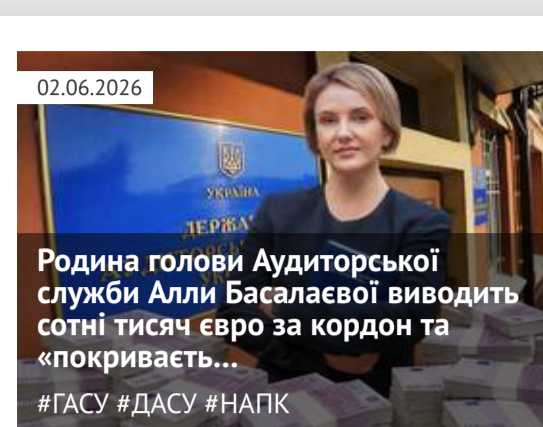 02.06.2026
УКРАЇНА
ДЕРЖА
Родина голови Аудиторської
служби Алли Басалаєвої виводить
сотні тисяч євро за кордон та
«покриваєть...
#ГАСУ #ДАСУ #НАПК